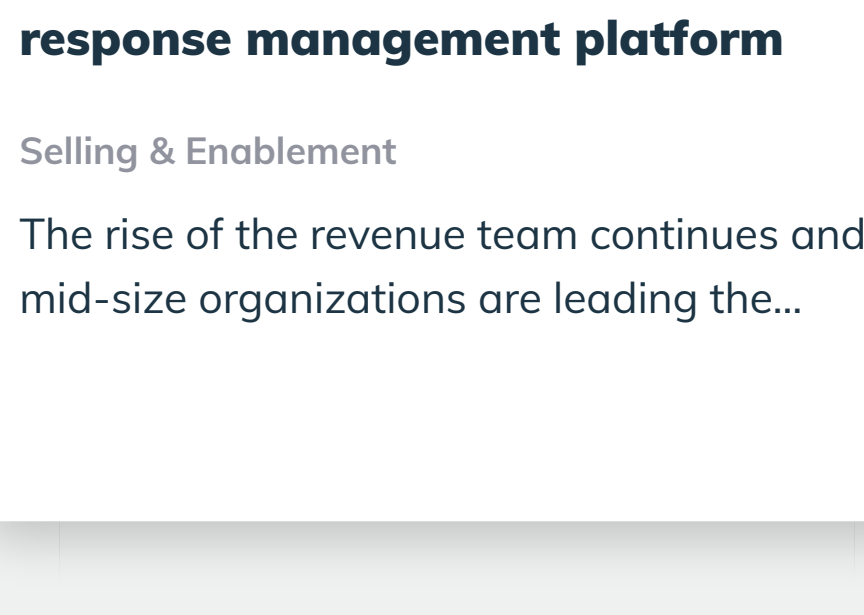 response management platform
Selling & Enablement
The rise of the revenue team continues and
mid-size organizations are leading the...